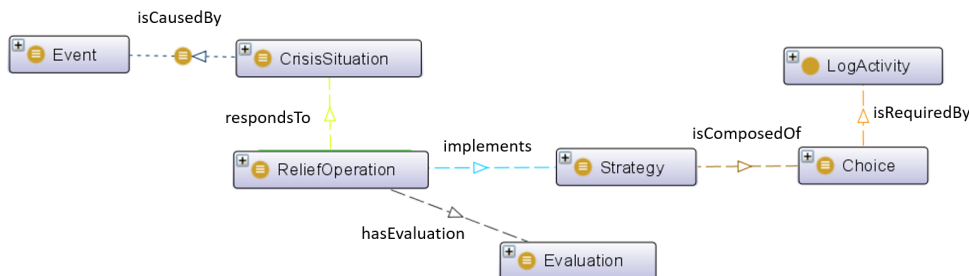 isCausedBy
Event
CrisisSituation
LogActivity
respondsTo
isRequiredBy
implements
isComposedOf
ReliefOperation
Strategy
Choice
hasEvaluation
Evaluation